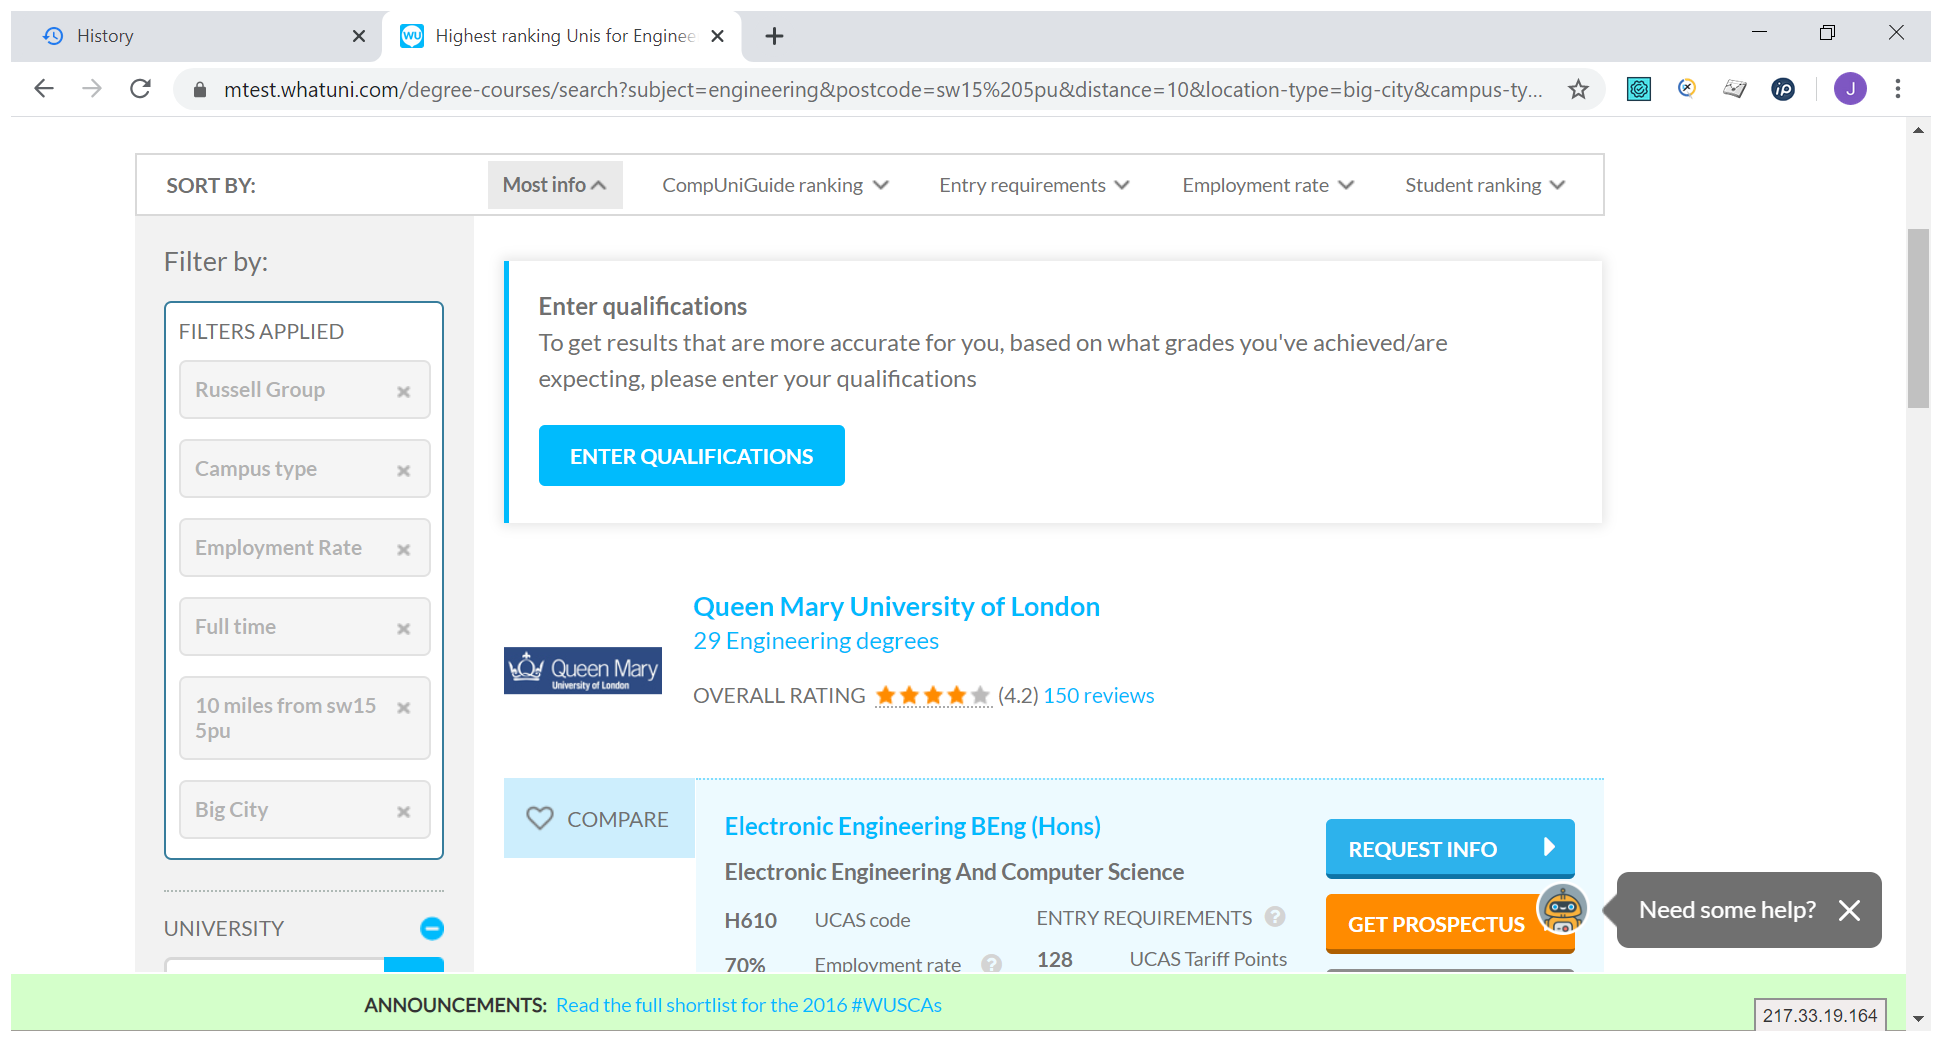 History
Highest ranking Unis for Enginee
mtest.whatuni.com/degree-courses/search?subject=engineering&postcode=sw15%205pu&distance=10&location-type=big-city&campus-ty...
J
SORT BY:
Most info
CompUniGuide ranking
Entry requirements
Employment rate
Student ranking
Filter by:
FILTERS APPLIED
Russell Group
Campus type
Employment Rate
Full time
10 miles from sw15
5pu
Big City
UNIVERSITY
Enter qualifications
To get results that are more accurate for you, based on what grades you've achieved/are
expecting, please enter your qualifications
ENTER QUALIFICATIONS
Queen Mary
University of London
Queen Mary University of London
29 Engineering degrees
OVERALL RATING (4.2) 150 reviews
COMPARE
Electronic Engineering BEng (Hons)
Electronic Engineering And Computer Science
H610 UCAS code
70% Employment rate ?
ENTRY REQUIREMENTS ?
128 UCAS Tariff Points
REQUEST INFO
GET PROSPECTUS
Need some help?
ANNOUNCEMENTS: Read the full shortlist for the 2016 #WUSCAs
217.33.19.164